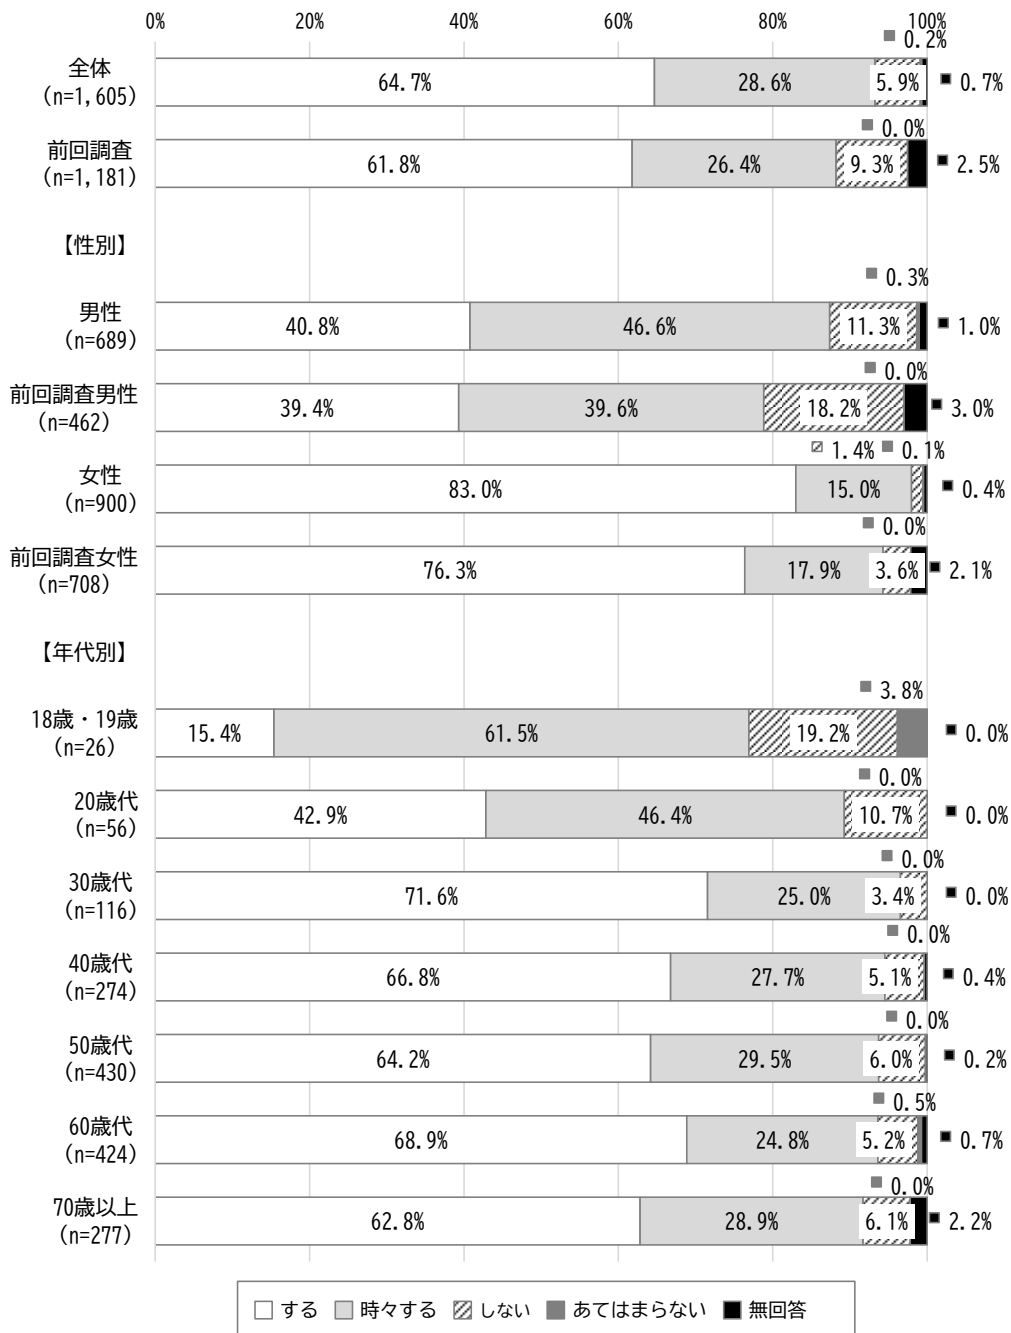 0% 20% 40% 60% 80% 100%
0.2%
全体
(n=1,605)
64.7% 28.6% 5.9% 0.7%
0.0%
前回調査
(n=1,181)
61.8% 26.4% 9.3% 2.5%
【性別】
0.3%
男性
(n=689)
40.8% 46.6% 11.3% 1.0%
0.0%
前回調査男性
(n=462)
39.4% 39.6% 18.2% 3.0%
1.4% 0.1%
女性
(n=900)
83.0% 15.0% 0.4%
0.0%
前回調査女性
(n=708)
76.3% 17.9% 3.6% 2.1%
【年代別】
3.8%
18歳・19歳
(n=26)
15.4% 61.5% 19.2% 0.0%
0.0%
20歳代
(n=56)
42.9% 46.4% 10.7% 0.0%
0.0%
30歳代
(n=116)
71.6% 25.0% 3.4% 0.0%
0.0%
40歳代
(n=274)
66.8% 27.7% 5.1% 0.4%
0.0%
50歳代
(n=430)
64.2% 29.5% 6.0% 0.2%
0.5%
60歳代
(n=424)
68.9% 24.8% 5.2% 0.7%
0.0%
70歳以上
(n=277)
62.8% 28.9% 6.1% 2.2%
する 時々する しない あてはまらない 無回答